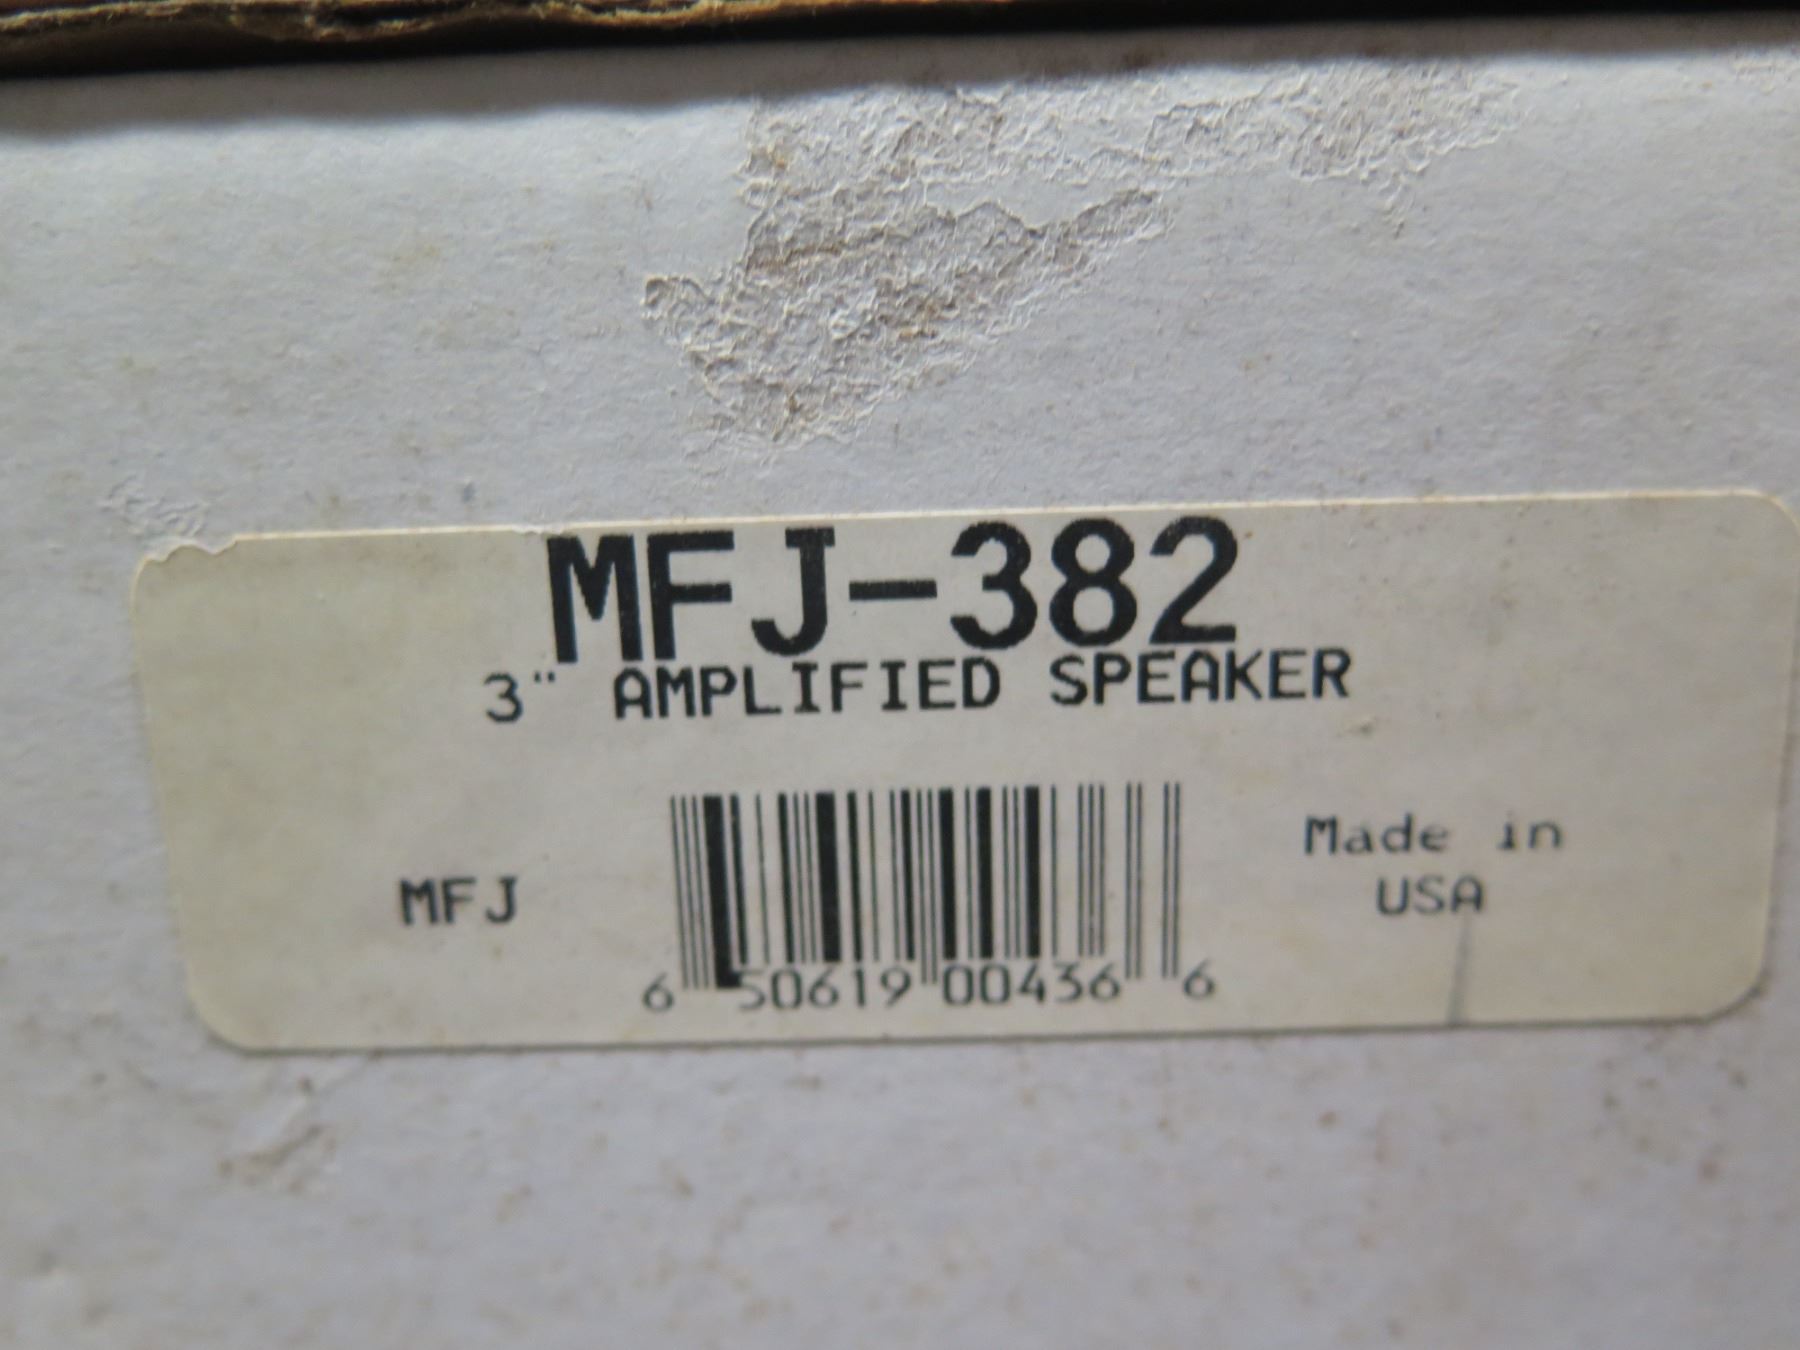 MFJ-382
3" AMPLIFIED SPEAKER
MFJ
Made in
USA
6 50619 00436 6